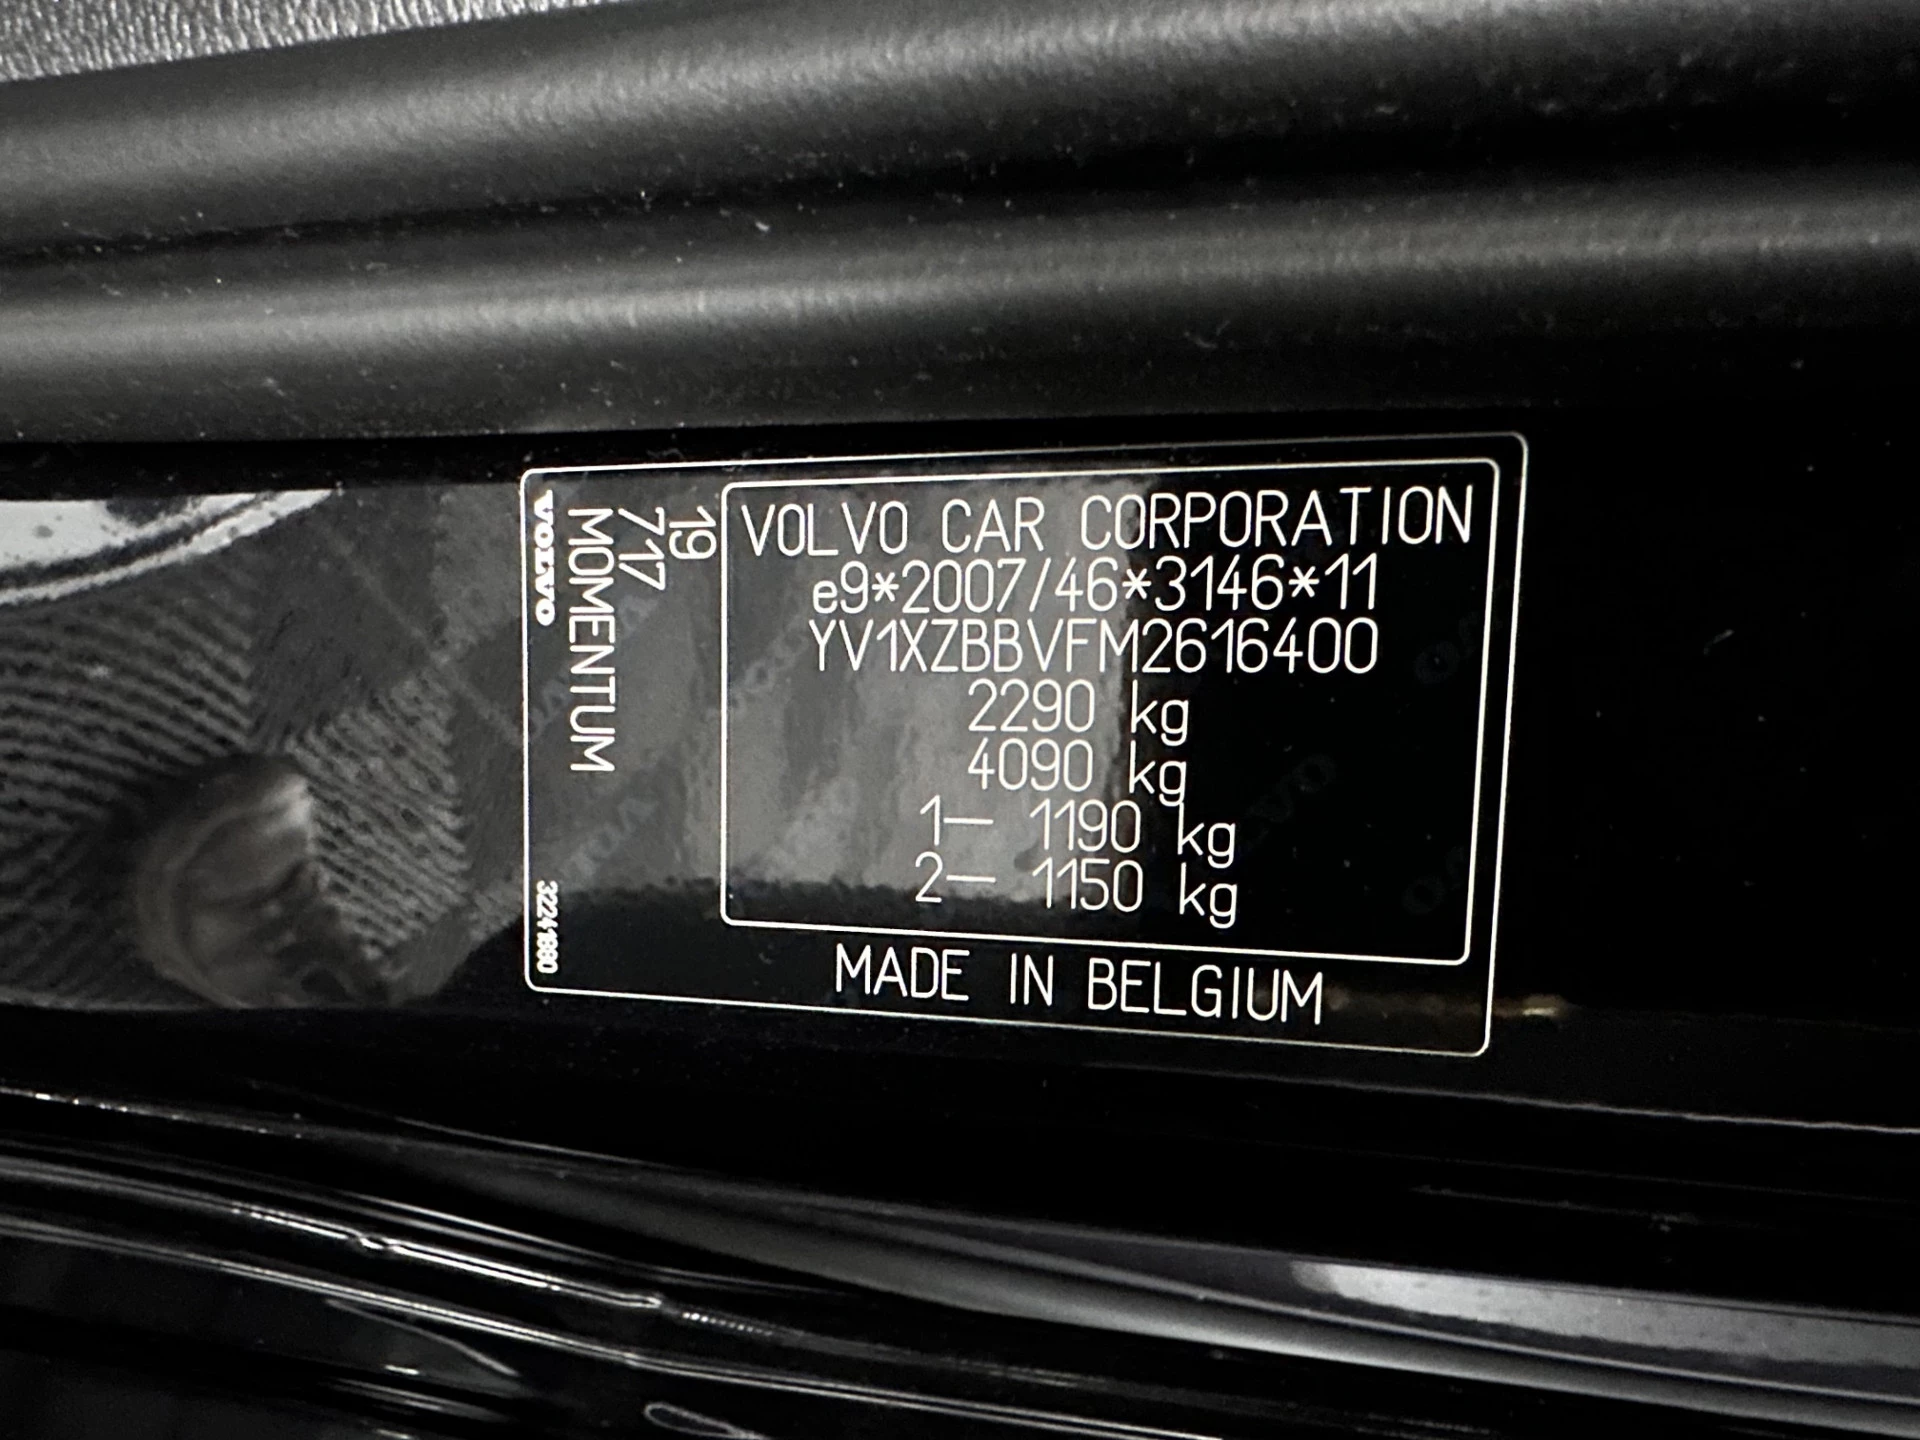 VOLVO CAR CORPORATION
e9*2007/46*3146*11
YV1XZBBVFM2616400
2290 kg
4090 kg
1— 1190 kg
2— 1150 kg
MADE IN BELGIUM
19
717
MOMENTUM
VOLVO
32241880